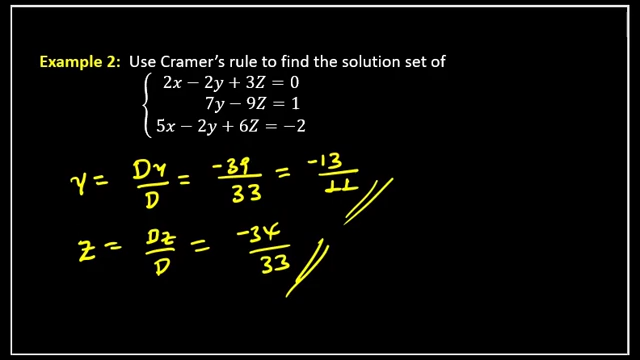 Example 2: Use Cramer's rule to find the solution set of
2x − 2y + 3Z = 0
7y − 9Z = 1
5x − 2y + 6Z = −2
y = Dy/D = -39/33 = -13/11
z = Dz/D = -34/33